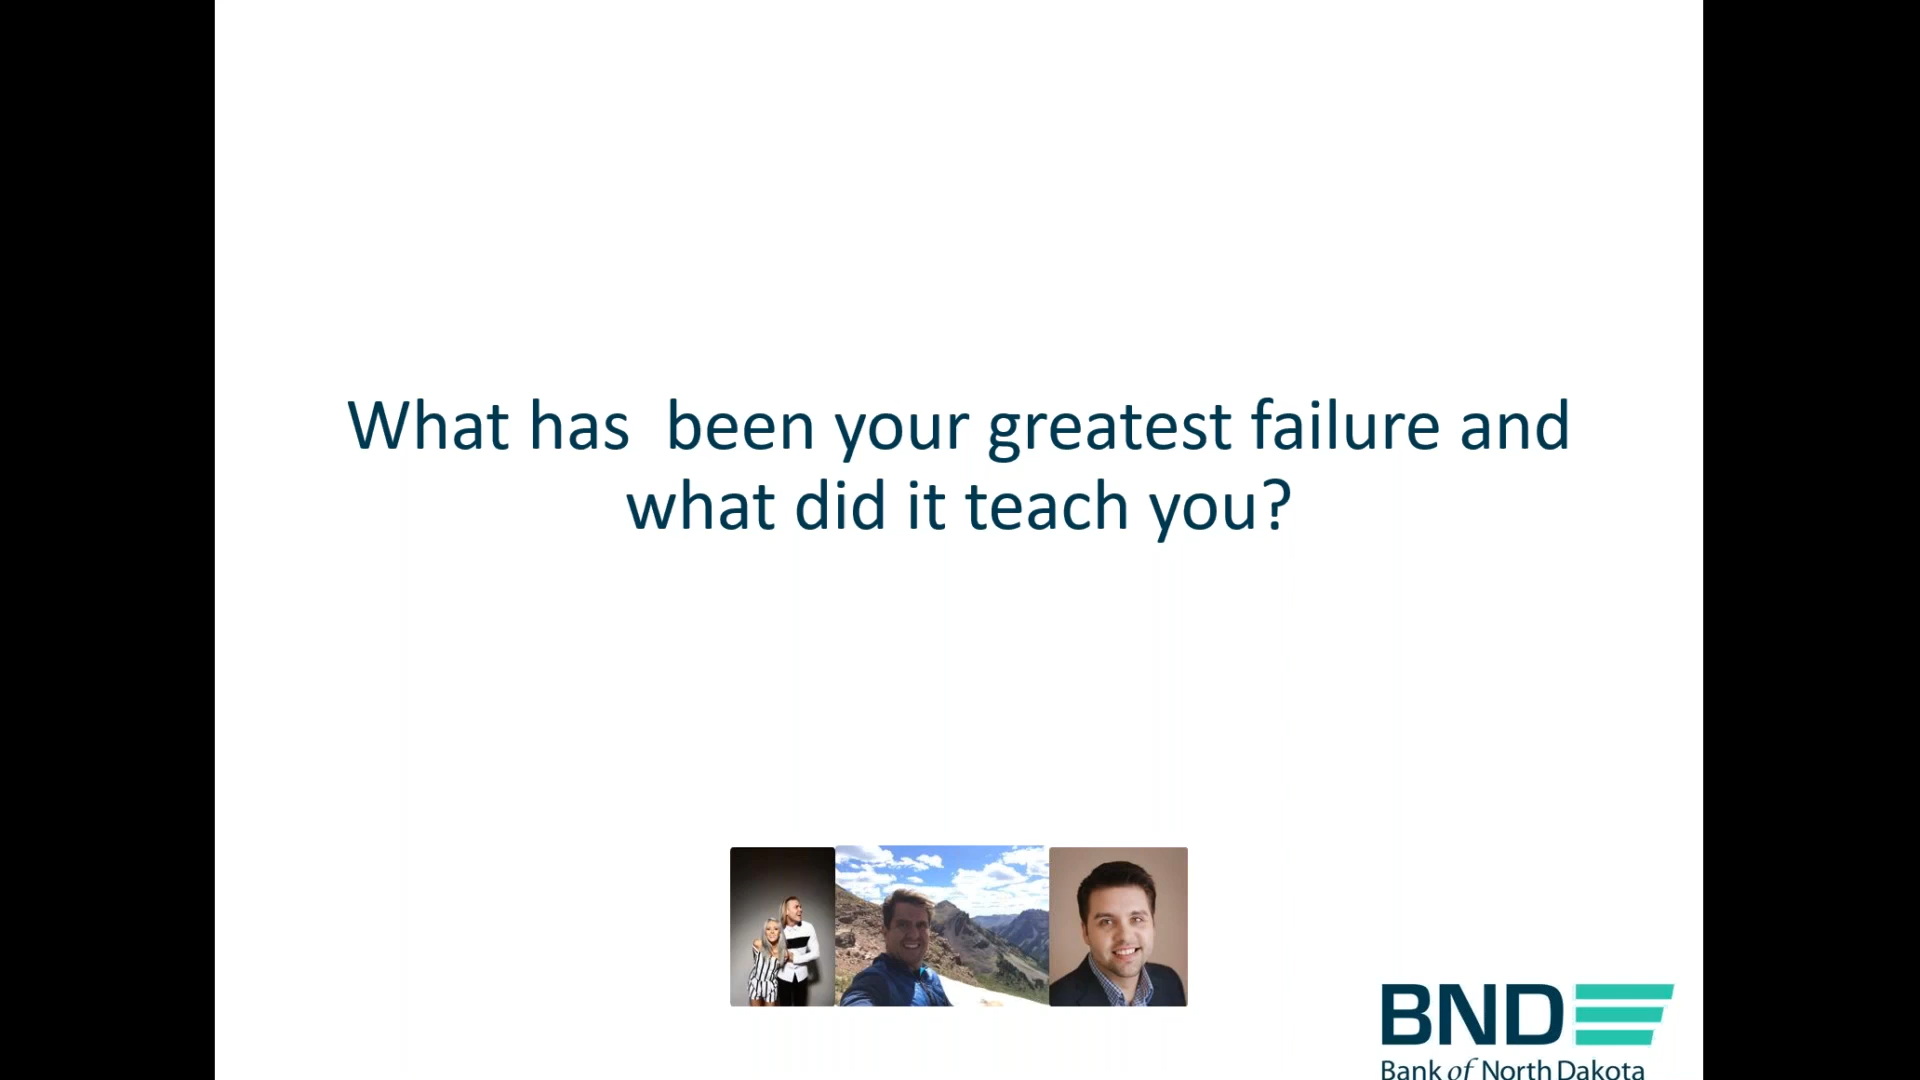 What has  been your greatest failure and
what did it teach you?
BND
Bank of North Dakota